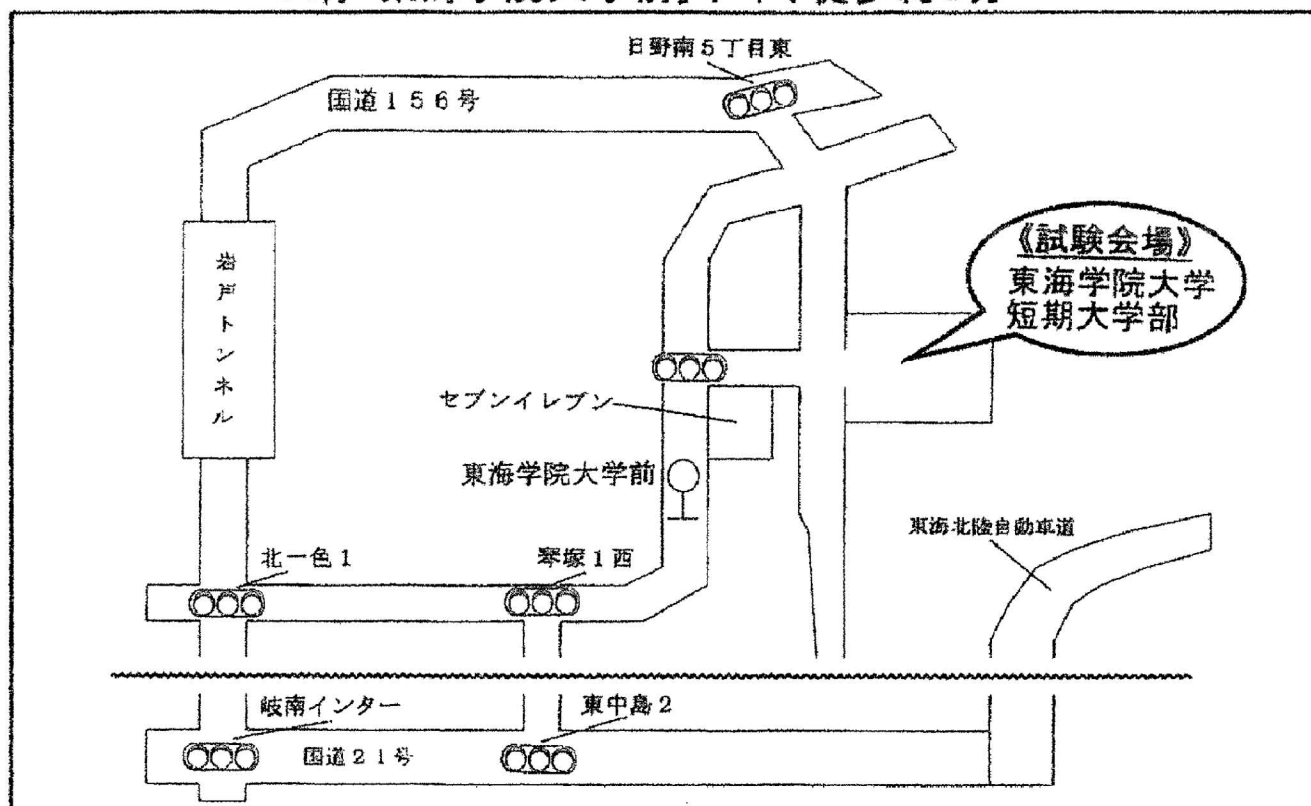 日野南5丁目東
国道156号
岩戸トンネル
《試験会場》
東海学院大学
短期大学部
セブンイレブン
東海学院大学前
東海北陸自動車道
北一色1
琴塚1西
岐南インター
東中島2
国道21号